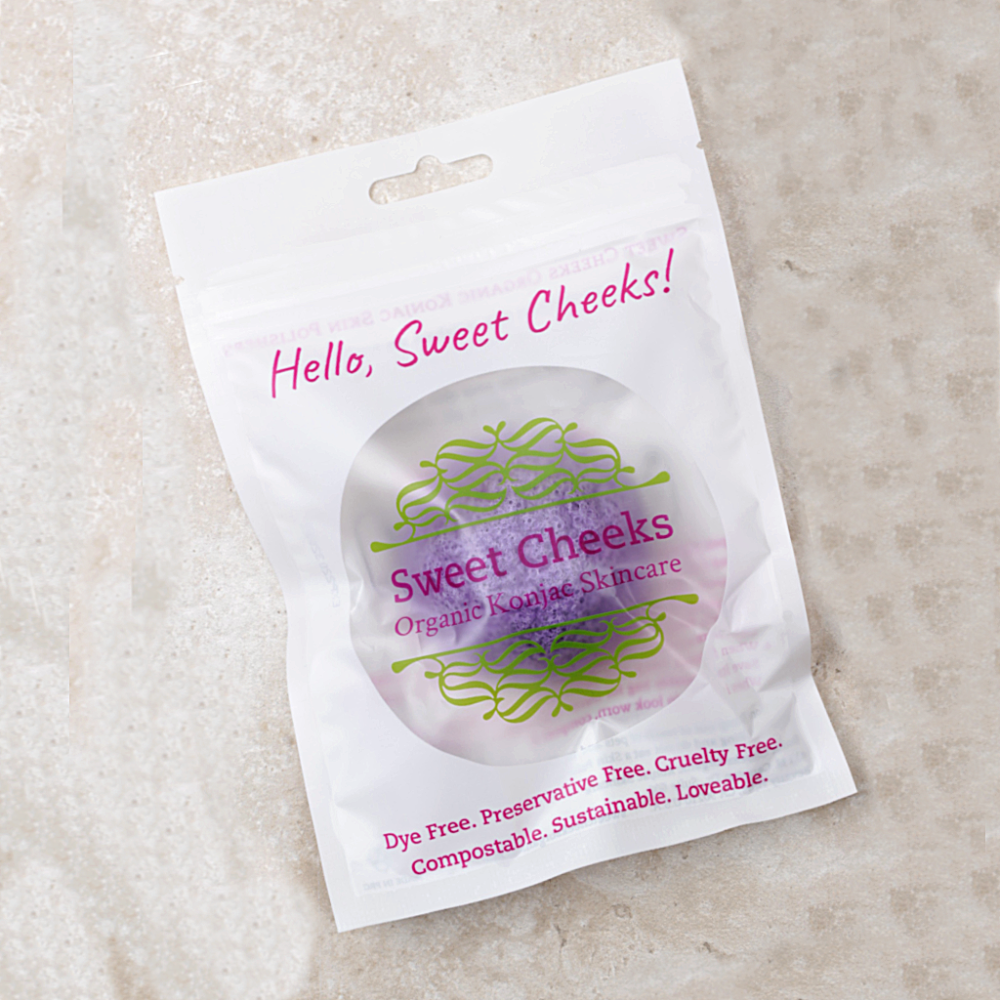 Hello, Sweet Cheeks!
Sweet Cheeks
Organic Konjac Skincare
Dye Free. Preservative Free. Cruelty Free.
Compostable. Sustainable. Loveable.